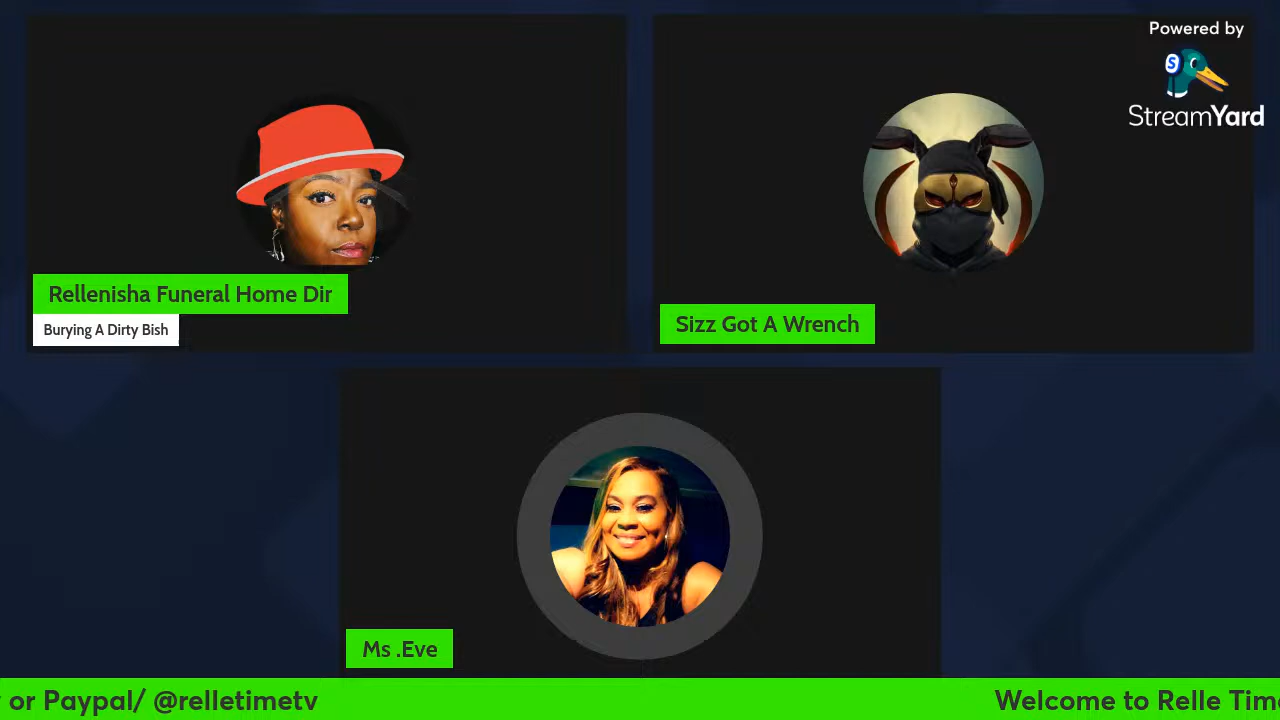 Powered by
S
StreamYard
Rellenisha Funeral Home Dir
Burying A Dirty Bish
Sizz Got A Wrench
Ms .Eve
or Paypal/ @relletimetv
Welcome to Relle Tim